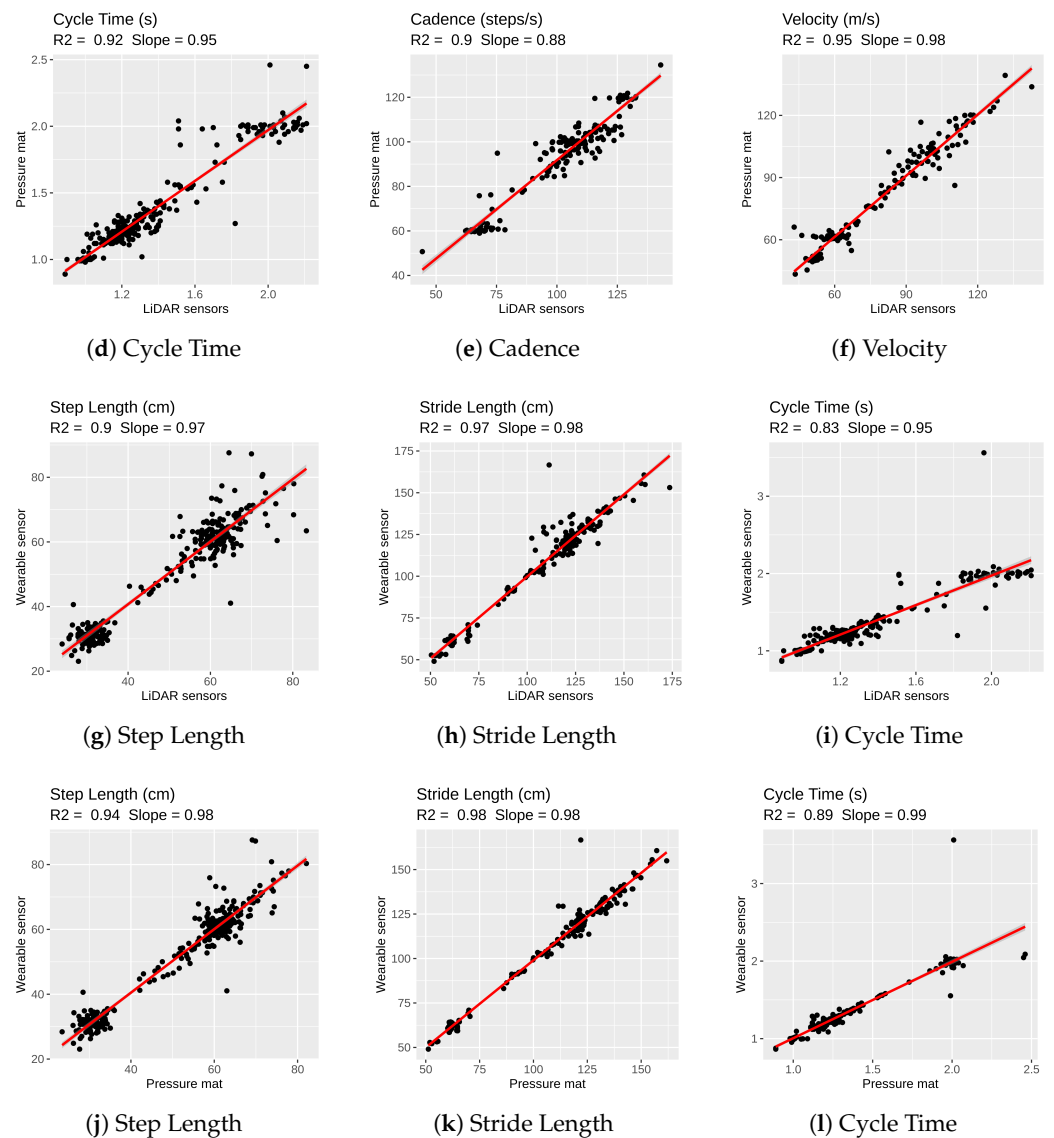 Cycle Time (s)
R2 =  0.92  Slope = 0.95
2.5
2.0
1.5
1.0
Pressure mat
1.2
1.6
2.0
LiDAR sensors
(d) Cycle Time
Cadence (steps/s)
R2 =  0.9  Slope = 0.88
120
100
80
60
40
Pressure mat
50
75
100
125
LiDAR sensors
(e) Cadence
Velocity (m/s)
R2 =  0.95  Slope = 0.98
120
90
60
Pressure mat
60
90
120
LiDAR sensors
(f) Velocity
Step Length (cm)
R2 =  0.9  Slope = 0.97
80
60
40
20
Wearable sensor
40
60
80
LiDAR sensors
(g) Step Length
Stride Length (cm)
R2 =  0.97  Slope = 0.98
175
150
125
100
75
50
Wearable sensor
50
75
100
125
150
175
LiDAR sensors
(h) Stride Length
Cycle Time (s)
R2 =  0.83  Slope = 0.95
3
2
1
Wearable sensor
1.2
1.6
2.0
LiDAR sensors
(i) Cycle Time
Step Length (cm)
R2 =  0.94  Slope = 0.98
80
60
40
20
Wearable sensor
40
60
80
Pressure mat
(j) Step Length
Stride Length (cm)
R2 =  0.98  Slope = 0.98
150
125
100
75
50
Wearable sensor
50
75
100
125
150
Pressure mat
(k) Stride Length
Cycle Time (s)
R2 =  0.89  Slope = 0.99
3
2
1
Wearable sensor
1.0
1.5
2.0
2.5
Pressure mat
(l) Cycle Time